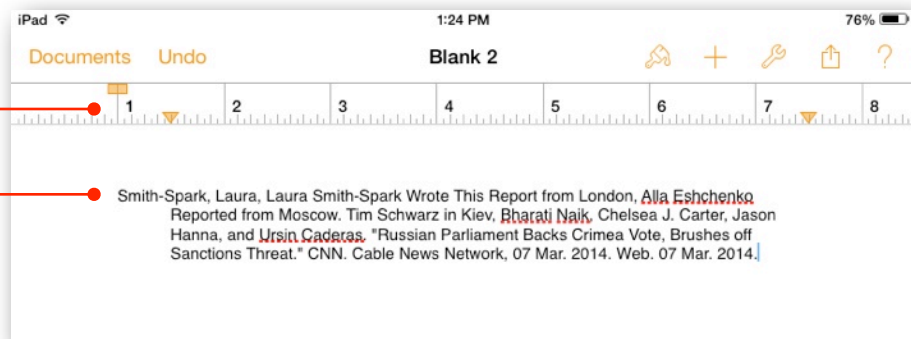 iPad 1:24 PM 76%
Documents Undo Blank 2 ?
1 2 3 4 5 6 7 8
Smith-Spark, Laura, Laura Smith-Spark Wrote This Report from London, Alla Eshchenko
Reported from Moscow. Tim Schwarz in Kiev, Bharati Naik, Chelsea J. Carter, Jason
Hanna, and Ursin Caderas. "Russian Parliament Backs Crimea Vote, Brushes off
Sanctions Threat." CNN. Cable News Network, 07 Mar. 2014. Web. 07 Mar. 2014.